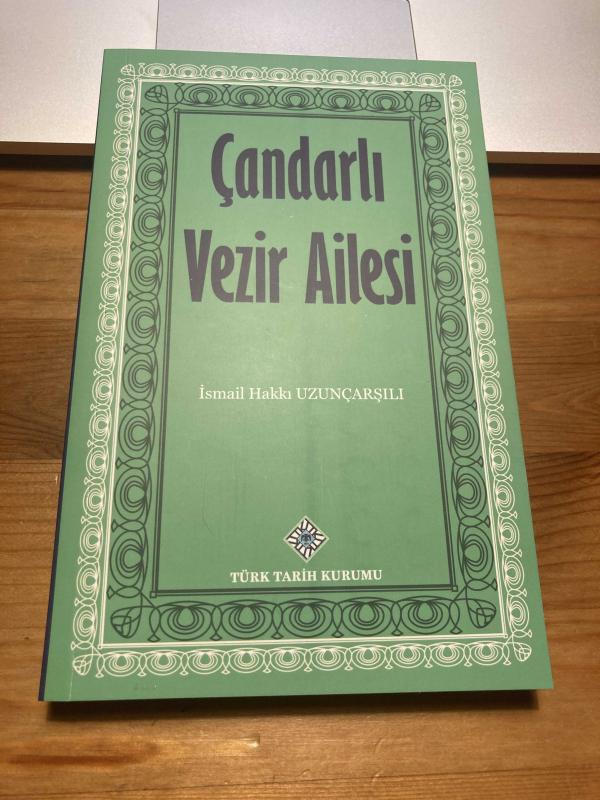 Çandarlı
Vezir Ailesi
İsmail Hakkı UZUNÇARŞILI
TÜRK TARİH KURUMU